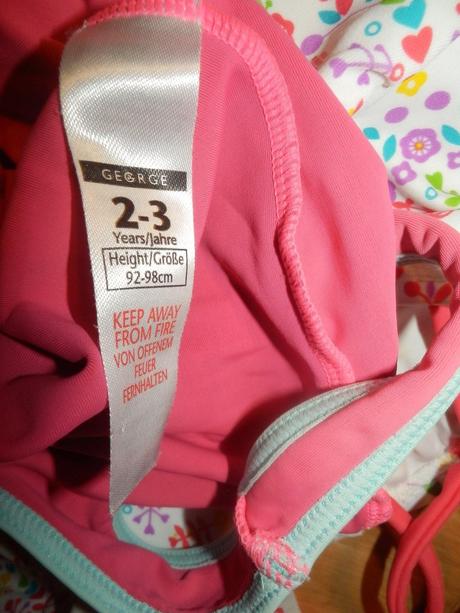 GEORGE
2-3
Years/Jahre
Height/Größe
92-98cm
KEEP AWAY
FROM FIRE
VON OFFENEM
FEUER
FERNHALTEN